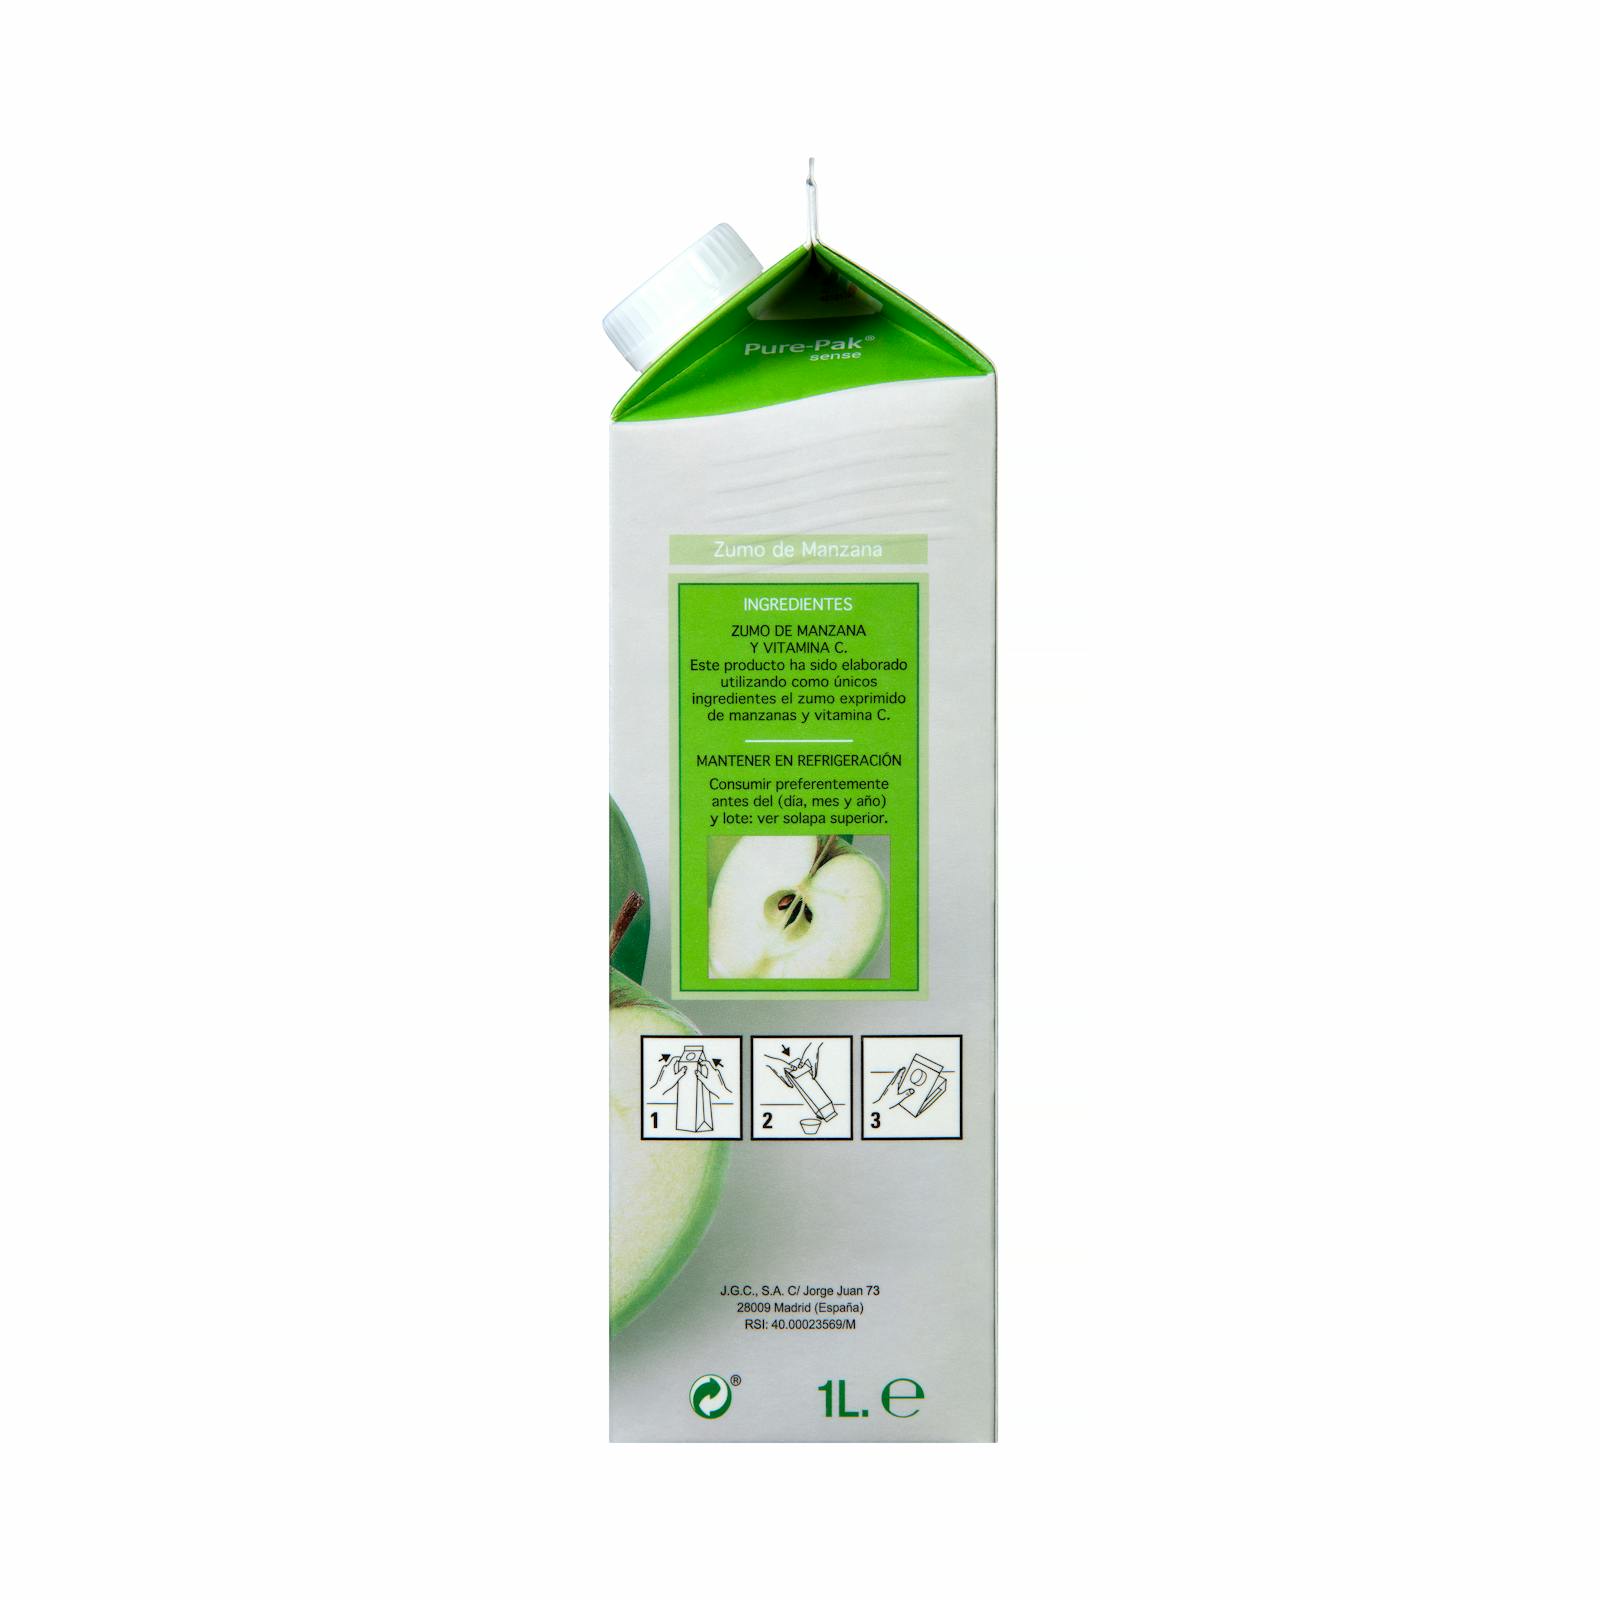 Pure-Pak®
sense
Zumo de Manzana
INGREDIENTES
ZUMO DE MANZANA
Y VITAMINA C.
Este producto ha sido elaborado
utilizando como únicos
ingredientes el zumo exprimido
de manzanas y vitamina C.
MANTENER EN REFRIGERACIÓN
Consumir preferentemente
antes del (día, mes y año)
y lote: ver solapa superior.
1 2 3
J.G.C., S.A. C/ Jorge Juan 73
28009 Madrid (España)
RSI: 40.00023569/M
® 1L. ℮